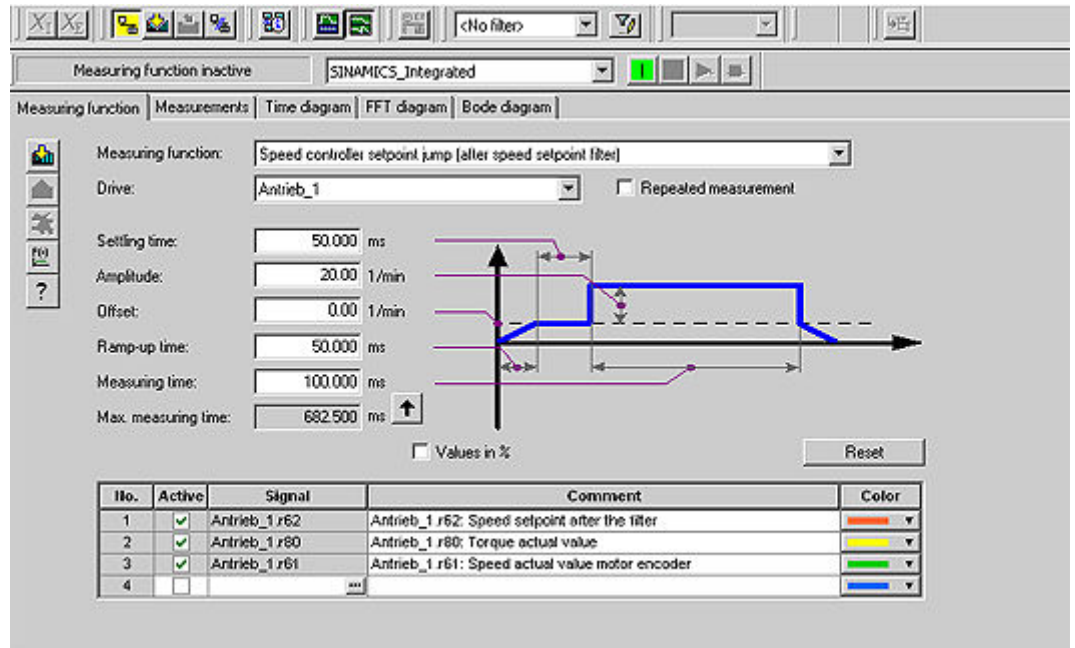 X₁ X_E <No filter>
Measuring function inactive SINAMICS_Integrated
Measuring function Measurements Time diagram FFT diagram Bode diagram
Measuring function: Speed controller setpoint jump (after speed setpoint filter)
Drive: Antrieb_1 Repeated measurement
Settling time: 50.000 ms
Amplitude: 20.00 1/min
f(x)
?
Offset: 0.00 1/min
Ramp-up time: 50.000 ms
Measuring time: 100.000 ms
Max. measuring time: 682.500 ms
Values in % Reset
No. Active Signal Comment Color
1 Antrieb_1.r62 Antrieb_1.r62: Speed setpoint after the filter
2 Antrieb_1.r80 Antrieb_1.r80: Torque actual value
3 Antrieb_1.r61 Antrieb_1.r61: Speed actual value motor encoder
4 ...